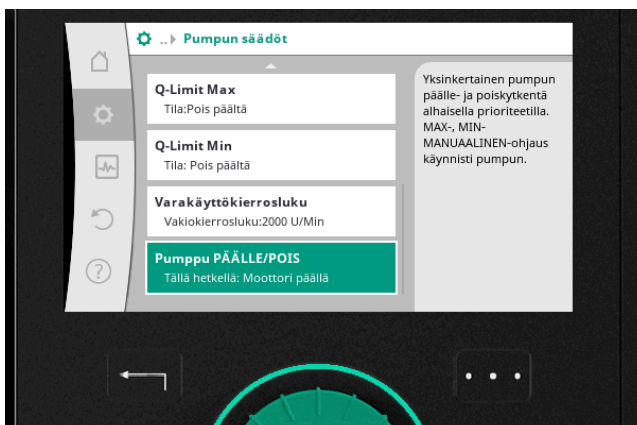 ..▸ Pumpun säädöt
Q-Limit Max
Tila:Pois päältä
Q-Limit Min
Tila: Pois päältä
Varakäyttökierrosluku
Vakiokierrosluku:2000 U/Min
Pumppu PÄÄLLE/POIS
Tällä hetkellä: Moottori päällä
Yksinkertainen pumpun
päälle- ja poiskytkentä
alhaisella prioriteetilla.
MAX-, MIN-
MANUAALINEN-ohjaus
käynnisti pumpun.
?